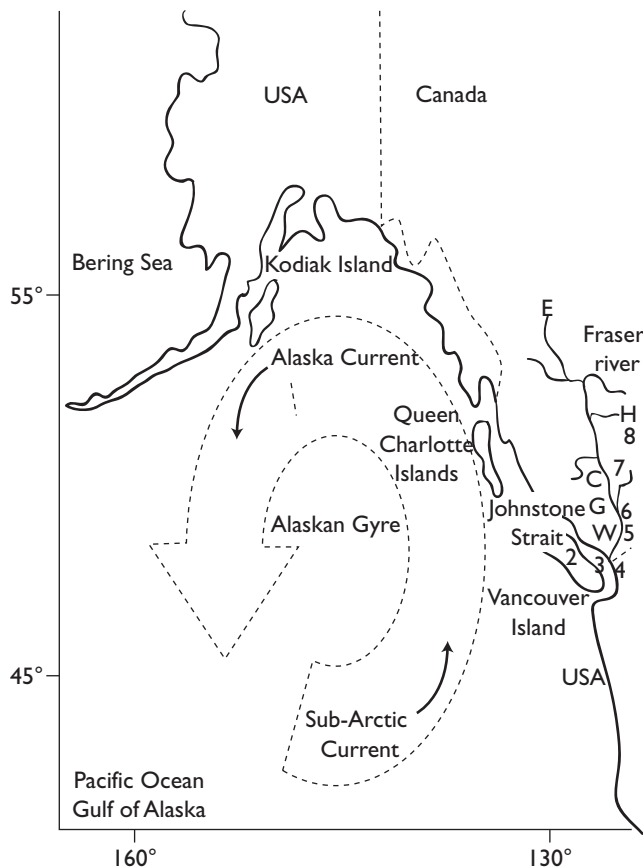 USA
Canada
Bering Sea
Kodiak Island
55°
E
Fraser
river
Alaska Current
H
8
Queen
Charlotte
Islands
7
C
G
6
Johnstone
Strait
W
5
2
3
4
Alaskan Gyre
Vancouver
Island
45°
USA
Sub-Arctic
Current
Pacific Ocean
Gulf of Alaska
160°
130°